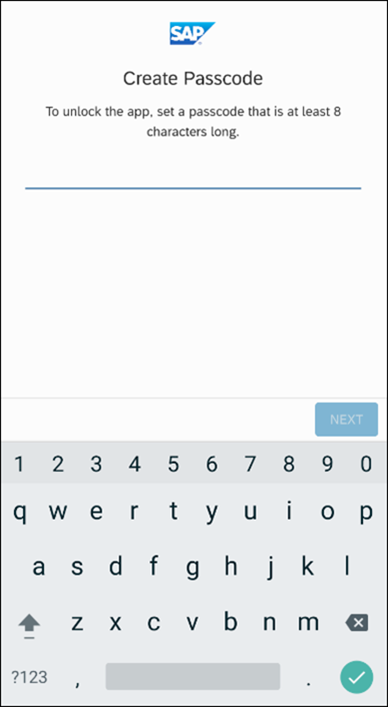 SAP
Create Passcode
To unlock the app, set a passcode that is at least 8
characters long.
NEXT
1 2 3 4 5 6 7 8 9 0
q w e r t y u i o p
a s d f g h j k l
z x c v b n m
?123 , .